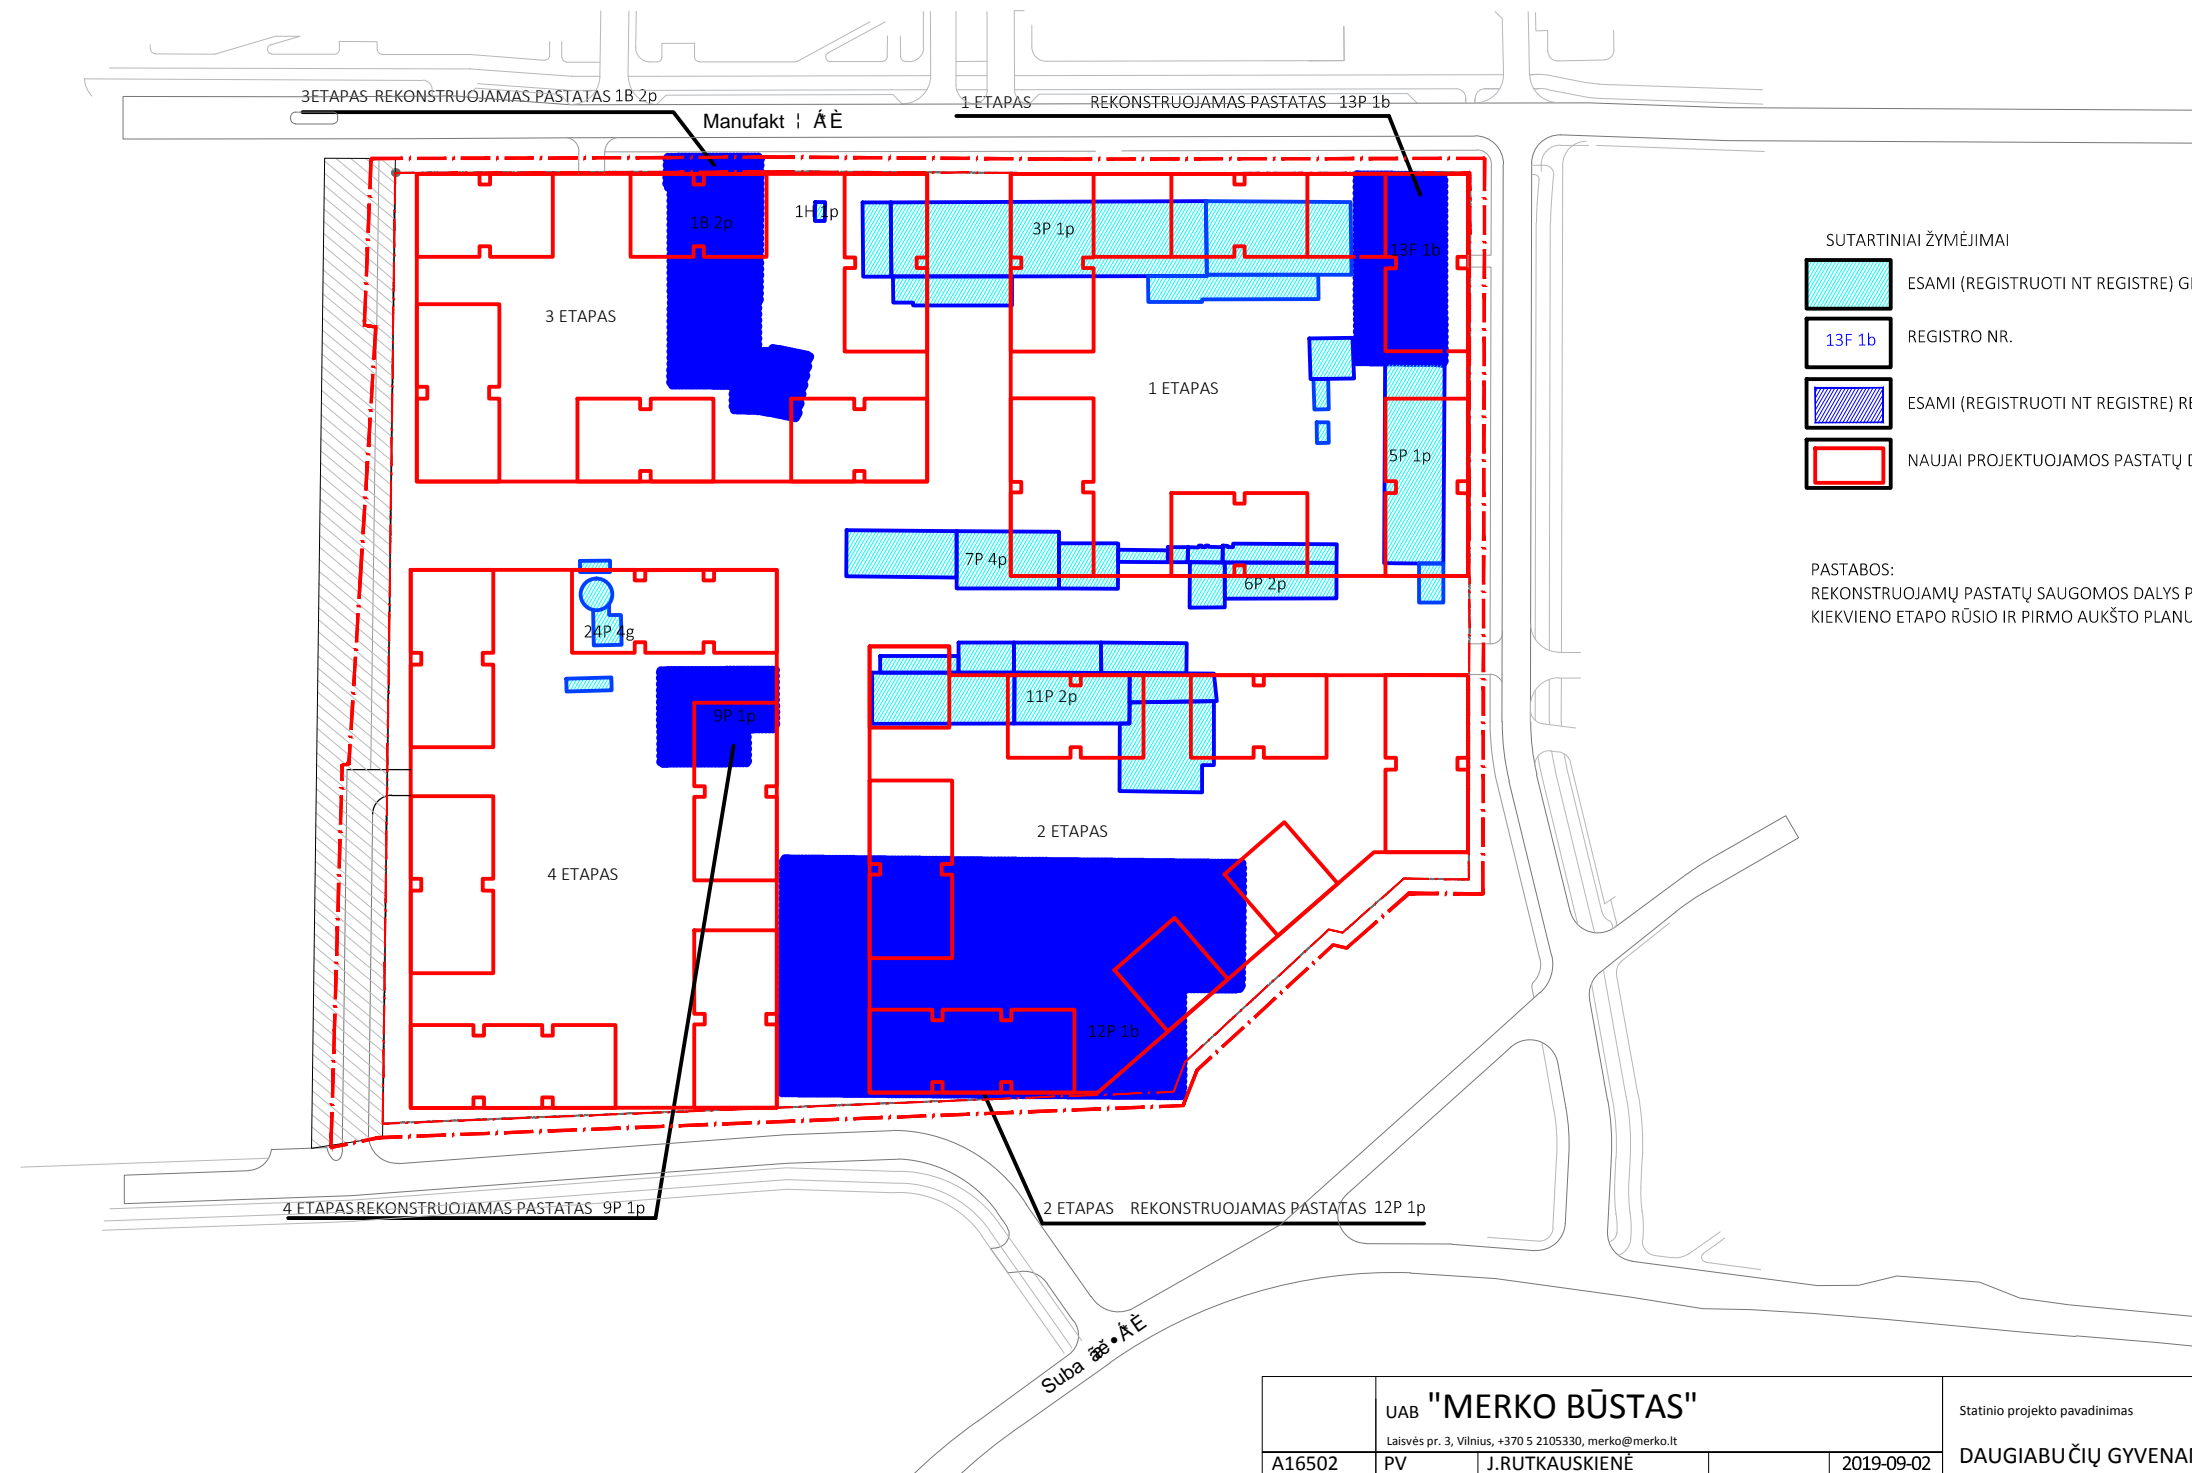 3ETAPAS REKONSTRUOJAMAS PASTATAS 1B 2p
1 ETAPAS REKONSTRUOJAMAS PASTATAS 13P 1b
Manufakt
1B 2p
1H 1p
3P 1p
13F 1b
3 ETAPAS
1 ETAPAS
5P 1p
7P 4p
6P 2p
24P 4g
11P 2p
9P 1p
2 ETAPAS
4 ETAPAS
12P 1b
4 ETAPAS REKONSTRUOJAMAS PASTATAS 9P 1p
2 ETAPAS REKONSTRUOJAMAS PASTATAS 12P 1p
Suba
SUTARTINIAI ŽYMĖJIMAI
ESAMI (REGISTRUOTI NT REGISTRE)
13F 1b REGISTRO NR.
ESAMI (REGISTRUOTI NT REGISTRE)
NAUJAI PROJEKTUOJAMOS PASTATŲ
PASTABOS:
REKONSTRUOJAMŲ PASTATŲ SAUGOMOS DALYS
KIEKVIENO ETAPO RŪSIO IR PIRMO AUKŠTO
UAB "MERKO BŪSTAS"
Laisvės pr. 3, Vilnius, +370 5 2105330, merko@merko.lt
A16502 PV J.RUTKAUSKIENĖ 2019-09-02
Statinio projekto pavadinimas
DAUGIABUČIŲ